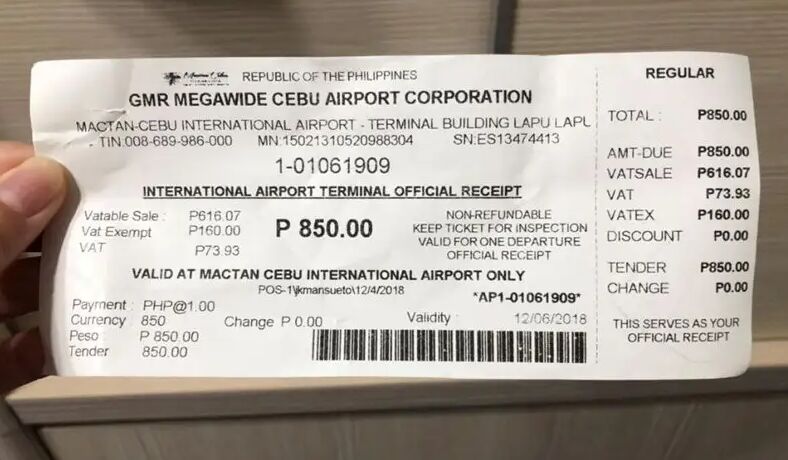 REPUBLIC OF THE PHILIPPINES
GMR MEGAWIDE CEBU AIRPORT CORPORATION
MACTAN-CEBU INTERNATIONAL AIRPORT - TERMINAL BUILDING LAPU LAPU
TIN:008-689-986-000 MN:15021310520988304 SN:ES13474413
1-01061909
INTERNATIONAL AIRPORT TERMINAL OFFICIAL RECEIPT
Vatable Sale : P616.07
Vat Exempt P160.00
VAT P73.93
P 850.00
NON-REFUNDABLE
KEEP TICKET FOR INSPECTION
VALID FOR ONE DEPARTURE
OFFICIAL RECEIPT
VALID AT MACTAN CEBU INTERNATIONAL AIRPORT ONLY
POS-1\jkmansueto\12/4/2018
*AP1-01061909*
Payment : PHP@1.00
Currency : 850 Change P 0.00 Validity : 12/06/2018
Peso : P 850.00
Tender 850.00
REGULAR
TOTAL : P850.00
AMT-DUE P850.00
VATSALE P616.07
VAT P73.93
VATEX P160.00
DISCOUNT P0.00
TENDER P850.00
CHANGE P0.00
THIS SERVES AS YOUR
OFFICIAL RECEIPT